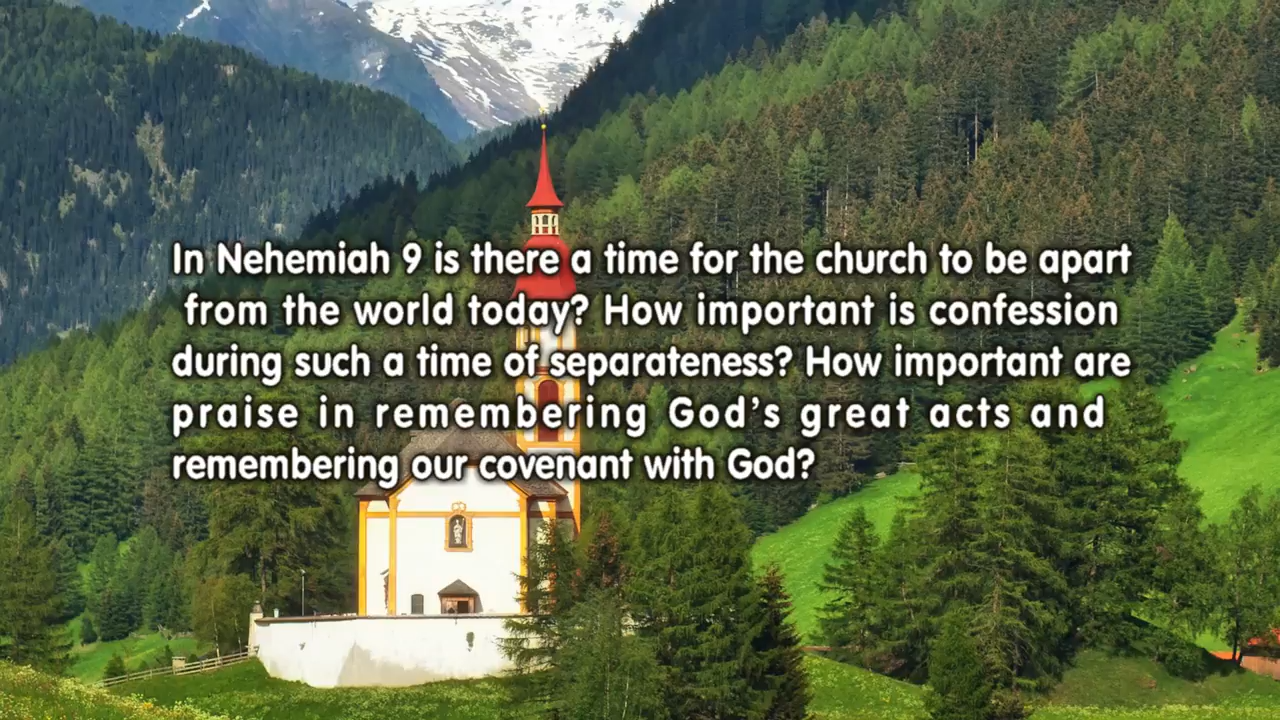 In Nehemiah 9 is there a time for the church to be apart
from the world today? How important is confession
during such a time of separateness? How important are
praise in remembering God’s great acts and
remembering our covenant with God?